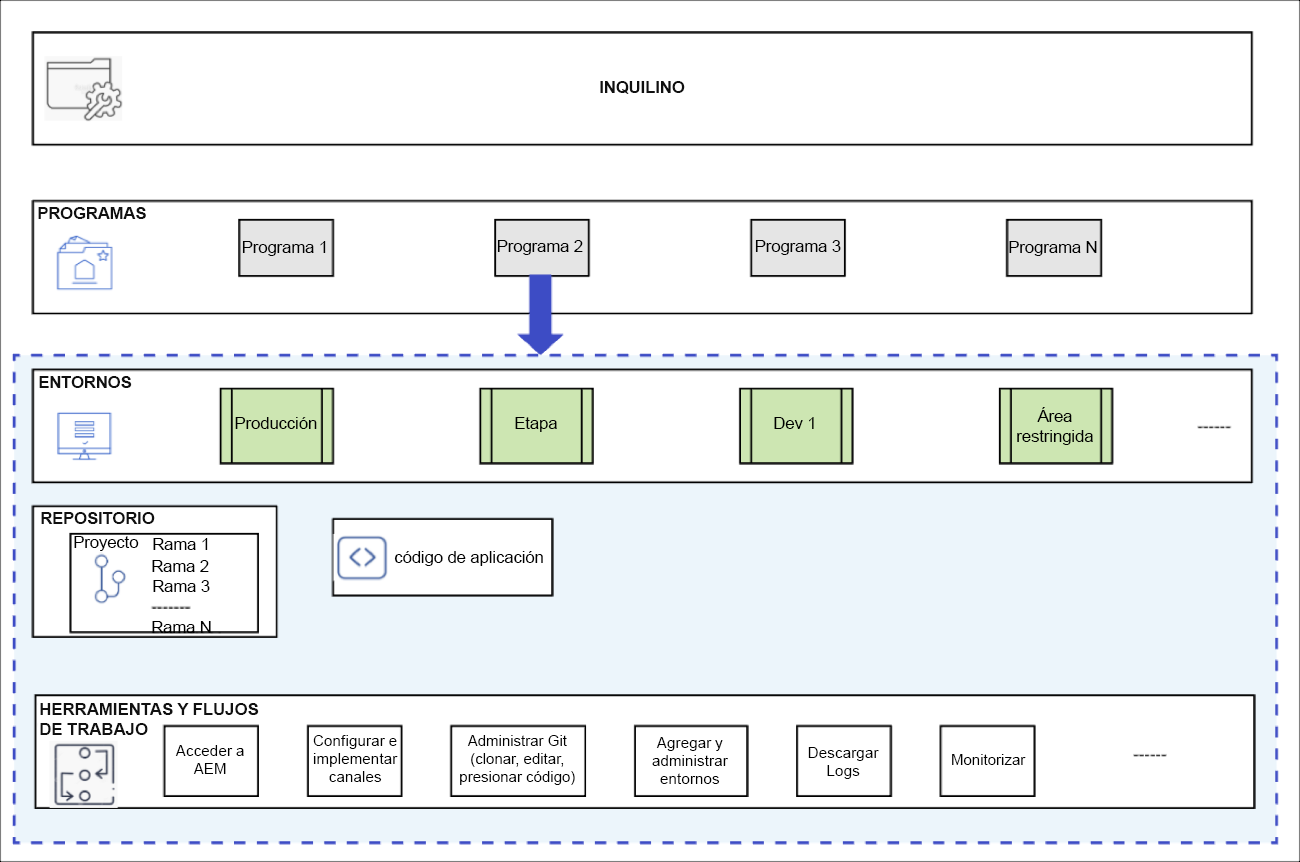 INQUILINO
PROGRAMAS
Programa 1
Programa 2
Programa 3
Programa N
ENTORNOS
Producción
Etapa
Dev 1
Área
restringida
------
REPOSITORIO
Proyecto
Rama 1
Rama 2
Rama 3
-------
Rama N
código de aplicación
HERRAMIENTAS Y FLUJOS
DE TRABAJO
Acceder a
AEM
Configurar e
implementar
canales
Administrar Git
(clonar, editar,
presionar código)
Agregar y
administrar
entornos
Descargar
Logs
Monitorizar
------